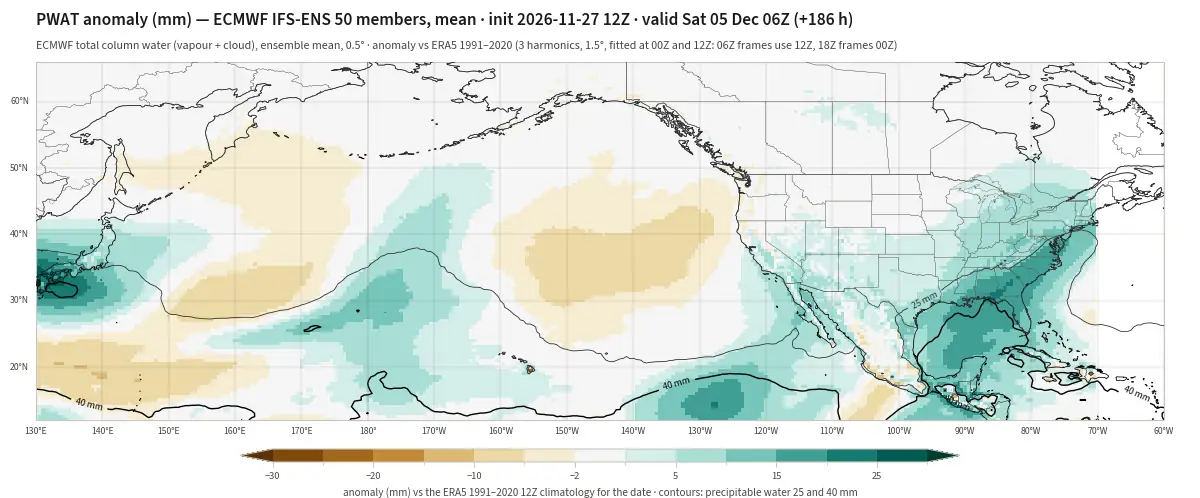 PWAT anomaly (mm) — ECMWF IFS-ENS 50 members, mean · init 2026-11-27 12Z · valid Sat 05 Dec 06Z (+186 h)
ECMWF total column water (vapour + cloud), ensemble mean, 0.5° · anomaly vs ERA5 1991–2020 (3 harmonics, 1.5°, fitted at 00Z and 12Z: 06Z frames use 12Z, 18Z frames 00Z)
60°N
50°N
40°N
30°N
20°N
25 mm
40 mm
40 mm
40 mm
130°E 140°E 150°E 160°E 170°E 180° 170°W 160°W 150°W 140°W 130°W 120°W 110°W 100°W 90°W 80°W 70°W 60°W
−30 −20 −10 −2 5 15 25
anomaly (mm) vs the ERA5 1991–2020 12Z climatology for the date · contours: precipitable water 25 and 40 mm